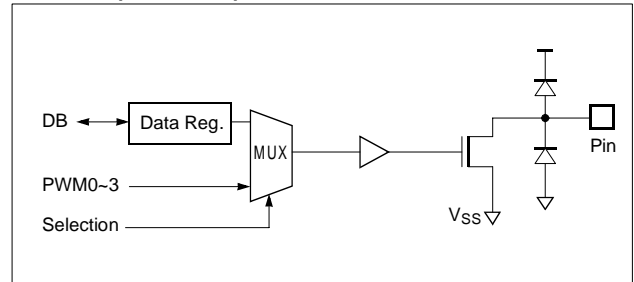 DB
Data Reg.
MUX
PWM0~3
Selection
VSS
Pin